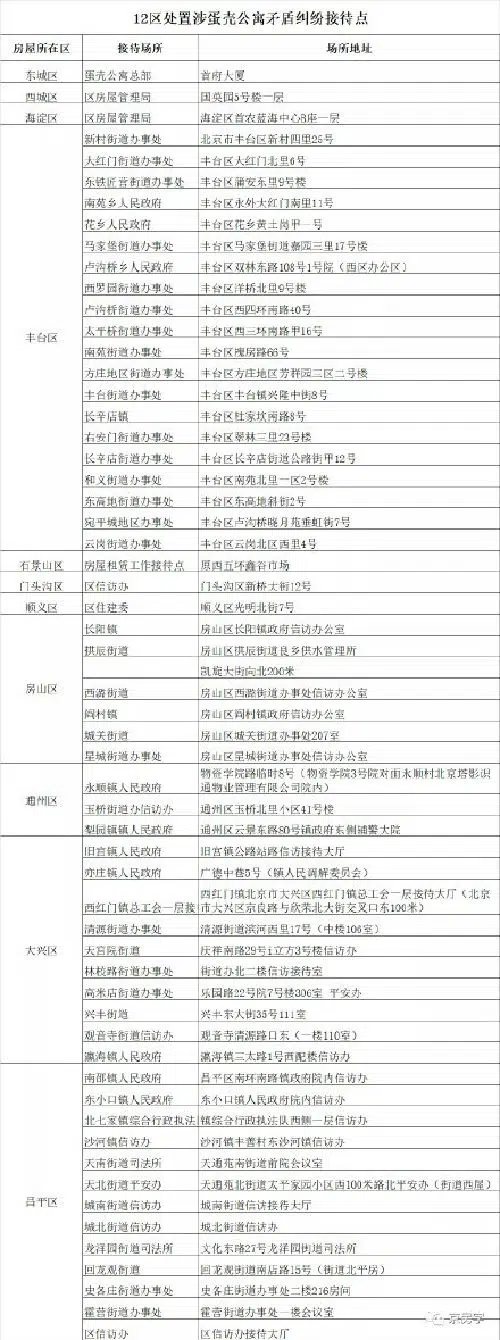 12区处置涉蛋壳公寓矛盾纠纷接待点
房屋所在区 接待场所 场所地址
东城区 蛋壳公寓总部 首府大厦
西城区 区房屋管理局 国英园5号楼一层
海淀区 区房屋管理局 海淀区首农蓝海中心B座一层
新村街道办事处 北京市丰台区新村四里25号
大红门街道办事处 丰台区大红门北里6号
东铁匠营街道办事处 丰台区蒲安东里9号楼
南苑乡人民政府 丰台区永外大红门南里11号
花乡人民政府 丰台区花乡黄土岗甲一号
马家堡街道办事处 丰台区马家堡街道嘉园三里17号楼
卢沟桥乡人民政府 丰台区双林东路108号1号院（西区办公区）
西罗园街道办事处 丰台区洋桥北里9号楼
卢沟桥街道办事处 丰台区西四环南路40号
太平桥街道办事处 丰台区西三环南路甲16号
丰台区 南苑街道办事处 丰台区槐房路66号
方庄地区街道办事处 丰台区方庄地区芳群园二区二号楼
丰台街道办事处 丰台区丰台镇兴隆中街8号
长辛店镇 丰台区杜家坎南路8号
右安门街道办事处 丰台区翠林三里23号楼
长辛店街道办事处 丰台区长辛店街道公路街甲12号
和义街道办事处 丰台区南苑北里一区2号楼
东高地街道办事处 丰台区东高地斜街2号
宛平城地区办事处 丰台区卢沟桥晓月苑垂虹街7号
云岗街道办事处 丰台区云岗北区西里4号
石景山区 房屋租赁工作接待点 原西五环鑫谷市场
门头沟区 区信访办 门头沟区新桥大街12号
顺义区 区住建委 顺义区光明北街7号
长阳镇 房山区长阳镇政府信访办公室
拱辰街道 房山区拱辰街道良乡供水管理所
凯旋大街向北200米
房山区 西潞街道 房山区西潞街道办事处信访办公室
阎村镇 房山区阎村镇政府信访办公室
城关街道 房山区城关街道办事处207室
星城街道办事处 房山区星城街道办事处信访办公室
通州区 永顺镇人民政府 物资学院路临时8号（物资学院3号院对面永顺村北京塔影识通物业管理有限公司院内）
玉桥街道办信访办 通州区玉桥北里小区41号楼
梨园镇镇人民政府 通州区云景东路80号镇政府东侧辅警大院
旧宫镇人民政府 旧宫镇公路站路信访接待大厅
亦庄镇人民政府 广德中巷5号（镇人民调解委员会）
西红门镇总工会一层接 西红门镇北京市大兴区西红门镇总工会一层接待大厅（北京市大兴区京良路与欣荣北大街交叉口东100米）
清源街道办事处 清源街道滨河西里17号（中楼106室）
大兴区 天宫院街道 庆祥南路29号i立方3号楼信访办
林校路街道办事处 街道办北二楼信访接待室
高米店街道办事处 乐园路22号院7号楼306室 平安办
兴丰街道 兴丰东大街35号111室
观音寺街道信访办 观音寺清源路口东（一楼110室）
瀛海镇人民政府 瀛海镇三太路1号西配楼信访办
南邵镇人民政府 昌平区南环南路镇政府院内信访办
东小口镇人民政府 东小口镇人民政府院内信访办
北七家镇综合行政执法 镇综合行政执法队西侧一层信访办
沙河镇信访办 沙河镇丰善村东沙河镇信访办
天南街道司法所 天通苑南街道前院会议室
天北街道平安办 天通苑北街道太平家园小区西100米路北平安办（街道西屋）
昌平区 城南街道信访办 城南街道信访接待大厅
城北街道信访办 城北街道信访办
龙泽园街道司法所 文化东路27号龙泽园街道司法所
回龙观街道 回龙观街道南店路15号（街道北平房）
史各庄街道办事处 史各庄街道办事处二楼216房间
霍营街道办事处 霍营街道办事处一楼会议室
区信访办 区信访办接待大厅
京房字